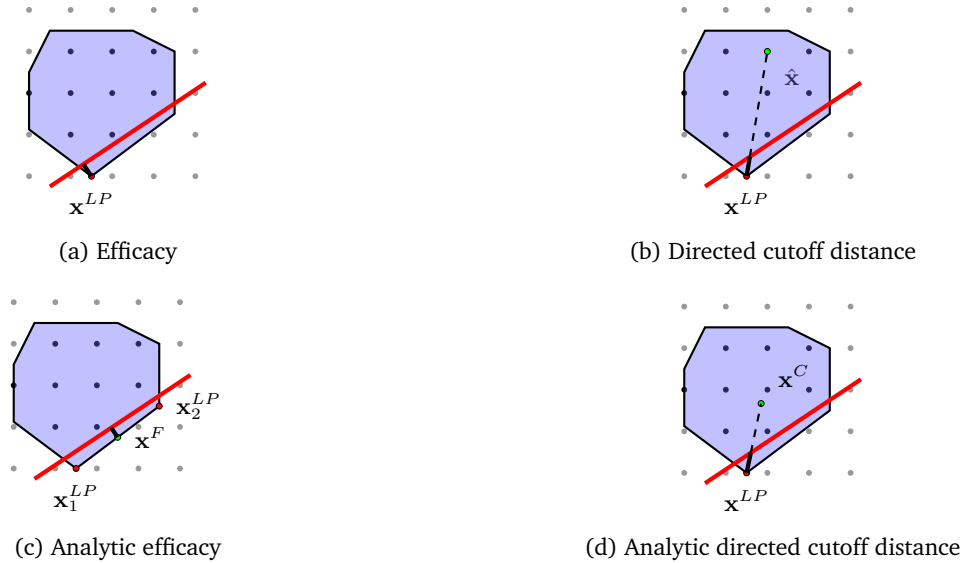 x̂
x^{LP}
x^{LP}
(a) Efficacy
(b) Directed cutoff distance
x_2^{LP}
x^F
x_1^{LP}
x^C
x^{LP}
(c) Analytic efficacy
(d) Analytic directed cutoff distance